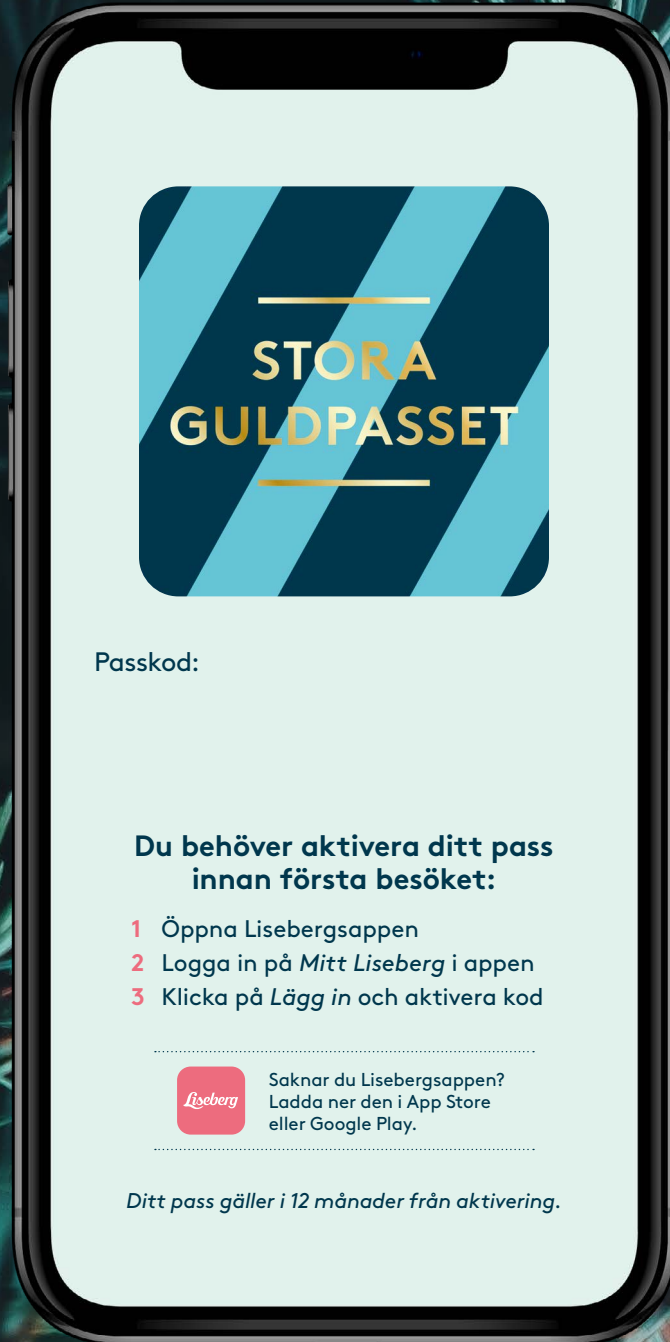 STORA
GULDPASSET
Passkod:
Du behöver aktivera ditt pass
innan första besöket:
1 Öppna Lisebergsappen
2 Logga in på Mitt Liseberg i appen
3 Klicka på Lägg in och aktivera kod
Liseberg
Saknar du Lisebergsappen?
Ladda ner den i App Store
eller Google Play.
Ditt pass gäller i 12 månader från aktivering.